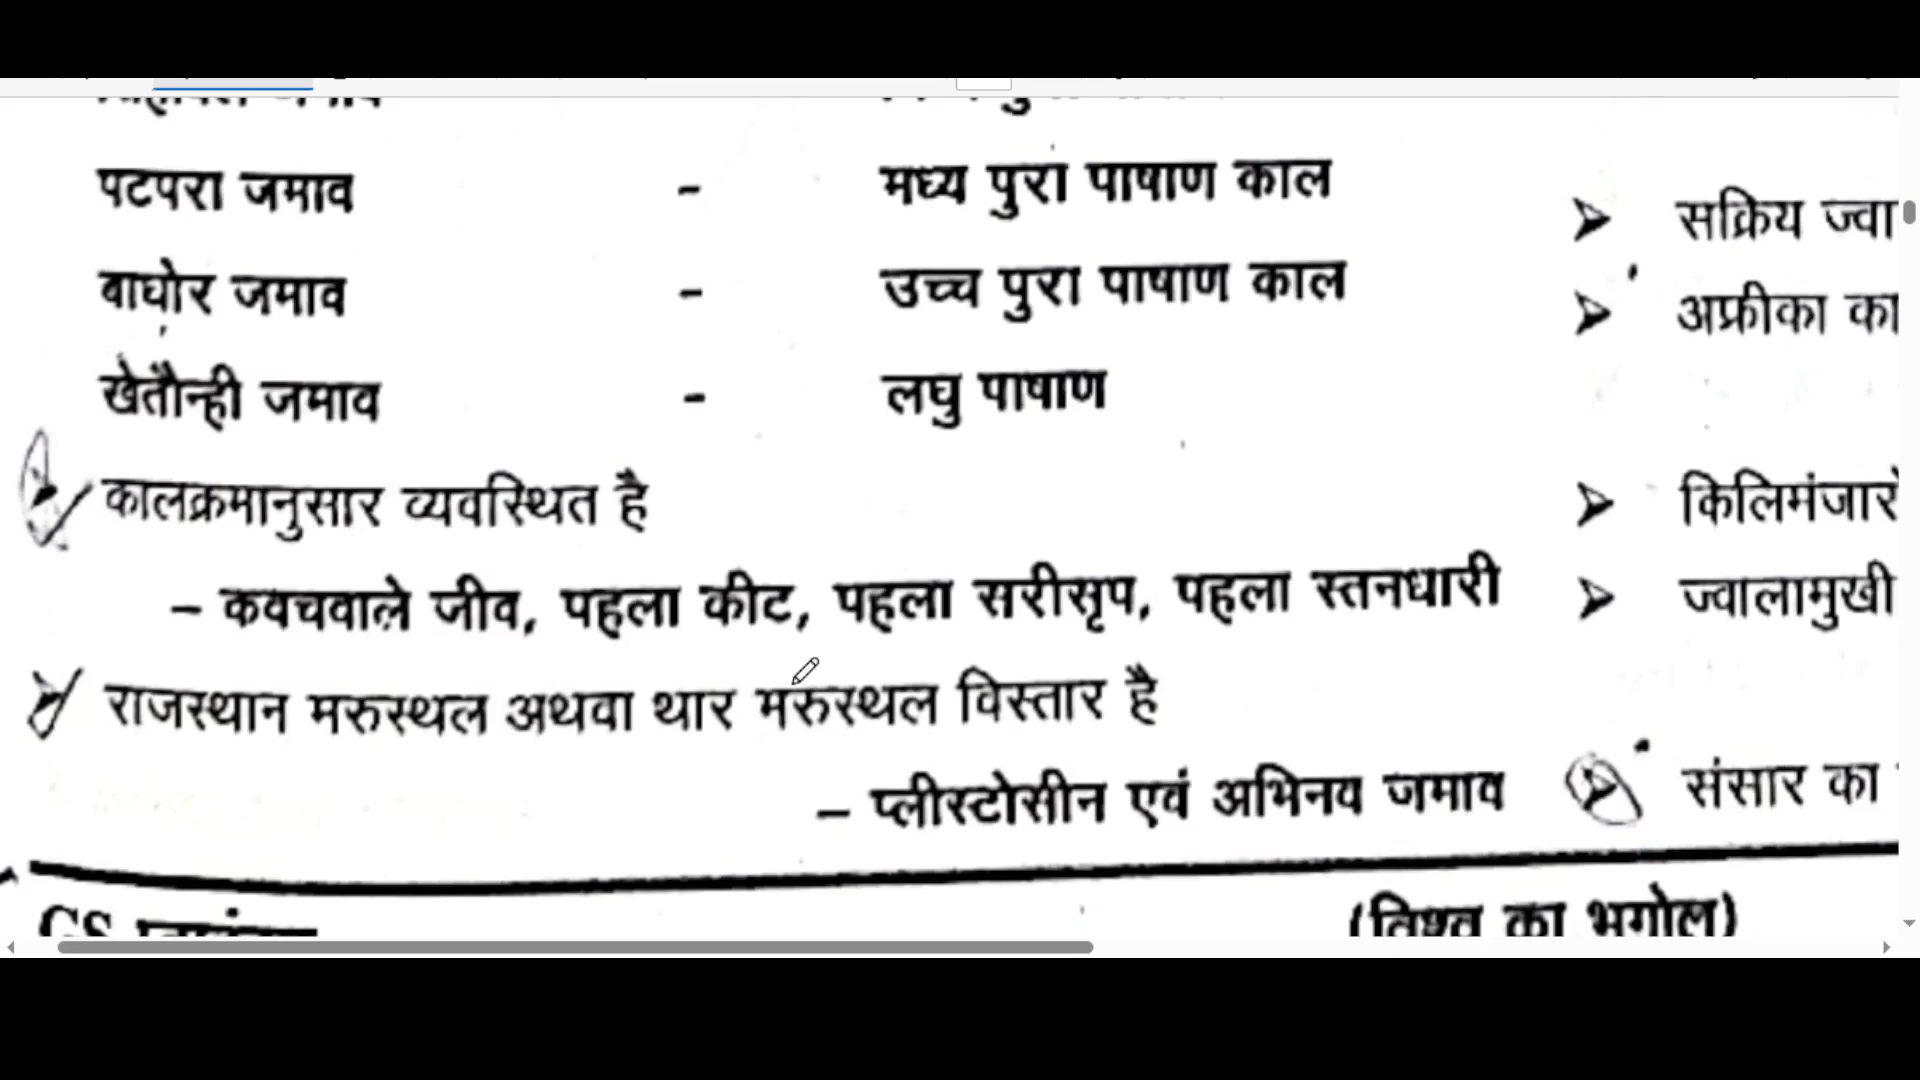 पटपरा जमाव - मध्य पुरा पाषाण काल
बाघोर जमाव - उच्च पुरा पाषाण काल
खेतौन्ही जमाव - लघु पाषाण
कालक्रमानुसार व्यवस्थित है
– कवचवाले जीव, पहला कीट, पहला सरीसृप, पहला स्तनधारी
राजस्थान मरुस्थल अथवा थार मरुस्थल विस्तार है
– प्लीस्टोसीन एवं अभिनव जमाव
GS (विश्व का भूगोल)
➤ सक्रिय ज्वा
➤ अफ्रीका का
➤ किलिमंजारो
➤ ज्वालामुखी
➤ संसार का